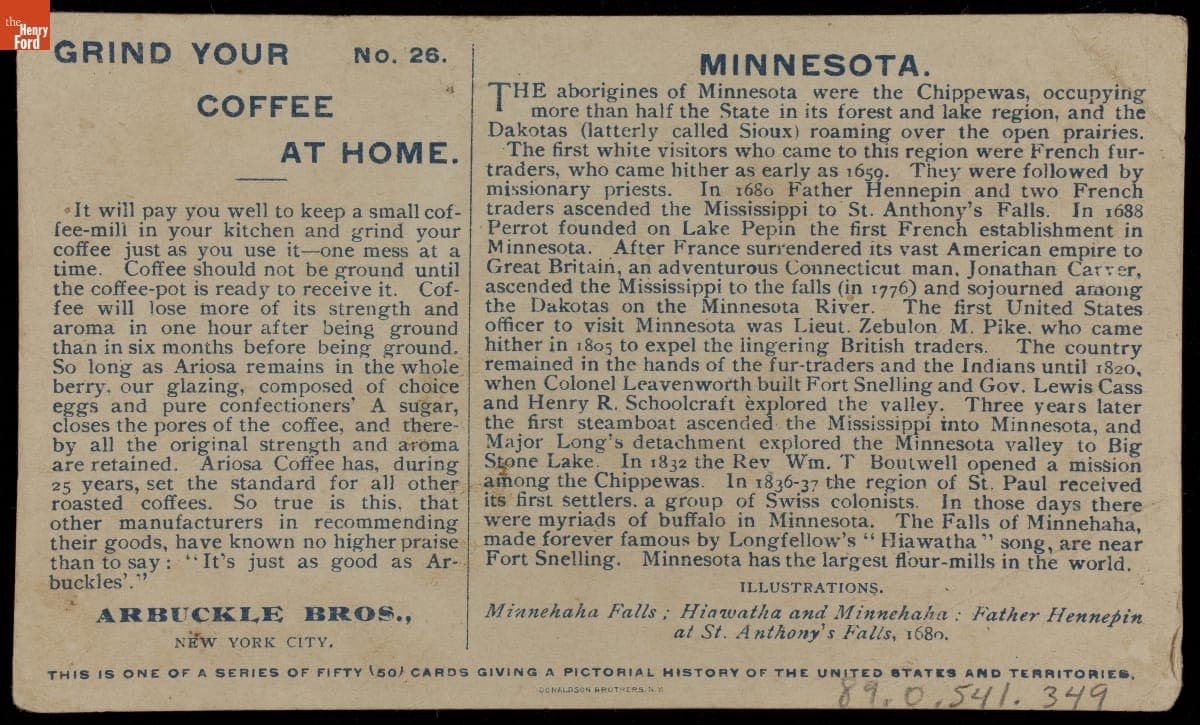 the
Henry
Ford
GRIND YOUR No. 26.
COFFEE
AT HOME.
It will pay you well to keep a small cof-
fee-mill in your kitchen and grind your
coffee just as you use it—one mess at a
time. Coffee should not be ground until
the coffee-pot is ready to receive it. Cof-
fee will lose more of its strength and
aroma in one hour after being ground
than in six months before being ground.
So long as Ariosa remains in the whole
berry, our glazing, composed of choice
eggs and pure confectioners' A sugar,
closes the pores of the coffee, and there-
by all the original strength and aroma
are retained. Ariosa Coffee has, during
25 years, set the standard for all other
roasted coffees. So true is this, that
other manufacturers in recommending
their goods, have known no higher praise
than to say: "It's just as good as Ar-
buckles'."
ARBUCKLE BROS.,
NEW YORK CITY.
MINNESOTA.
THE aborigines of Minnesota were the Chippewas, occupying
more than half the State in its forest and lake region, and the
Dakotas (latterly called Sioux) roaming over the open prairies.
The first white visitors who came to this region were French fur-
traders, who came hither as early as 1659. They were followed by
missionary priests. In 1680 Father Hennepin and two French
traders ascended the Mississippi to St. Anthony's Falls. In 1688
Perrot founded on Lake Pepin the first French establishment in
Minnesota. After France surrendered its vast American empire to
Great Britain, an adventurous Connecticut man, Jonathan Carver,
ascended the Mississippi to the falls (in 1776) and sojourned among
the Dakotas on the Minnesota River. The first United States
officer to visit Minnesota was Lieut. Zebulon M. Pike, who came
hither in 1805 to expel the lingering British traders. The country
remained in the hands of the fur-traders and the Indians until 1820,
when Colonel Leavenworth built Fort Snelling and Gov. Lewis Cass
and Henry R. Schoolcraft explored the valley. Three years later
the first steamboat ascended the Mississippi into Minnesota, and
Major Long's detachment explored the Minnesota valley to Big
Stone Lake. In 1832 the Rev Wm. T Boutwell opened a mission
among the Chippewas. In 1836-37 the region of St. Paul received
its first settlers, a group of Swiss colonists. In those days there
were myriads of buffalo in Minnesota. The Falls of Minnehaha,
made forever famous by Longfellow's "Hiawatha" song, are near
Fort Snelling. Minnesota has the largest flour-mills in the world.
ILLUSTRATIONS.
Minnehaha Falls; Hiawatha and Minnehaha: Father Hennepin
at St. Anthony's Falls, 1680.
THIS IS ONE OF A SERIES OF FIFTY (50) CARDS GIVING A PICTORIAL HISTORY OF THE UNITED STATES AND TERRITORIES.
DONALDSON BROTHERS, N.Y.
89.0.541.349